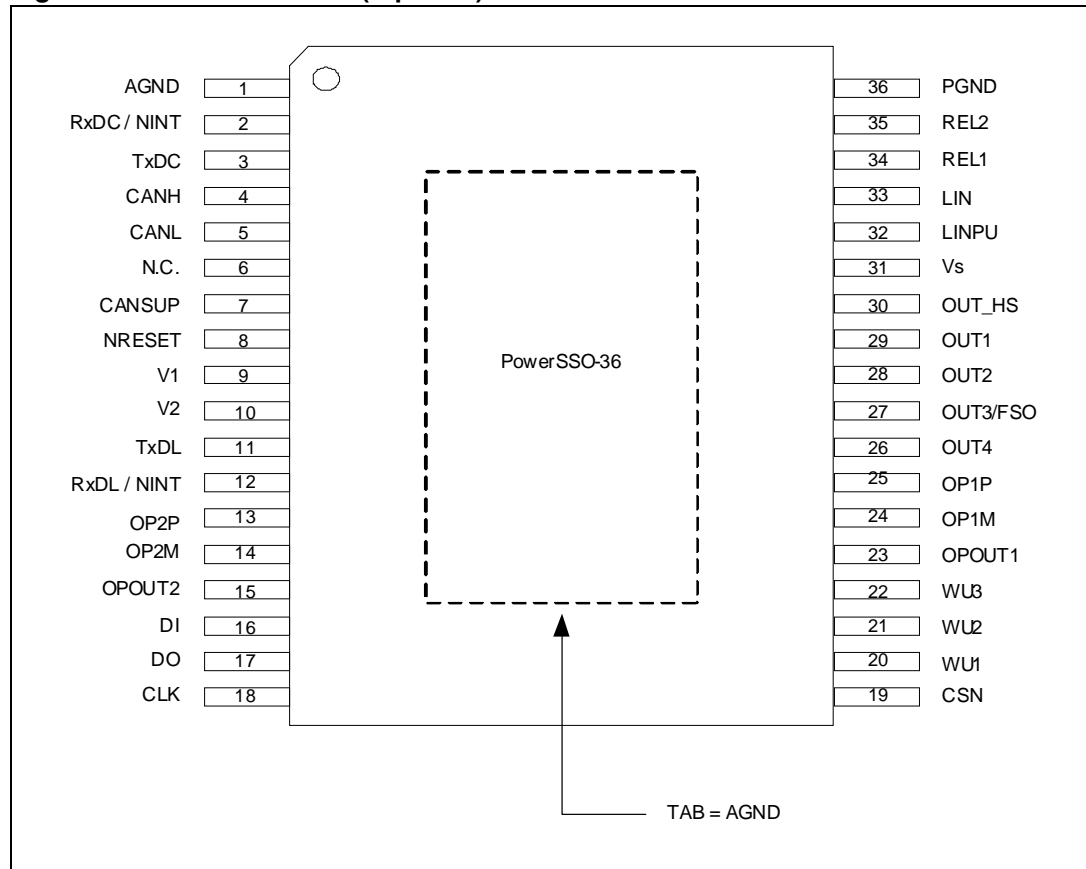 AGND 1 36 PGND
RxDC / NINT 2 35 REL2
TxDC 3 34 REL1
CANH 4 33 LIN
CANL 5 32 LINPU
N.C. 6 31 Vs
CANSUP 7 30 OUT_HS
NRESET 8 29 OUT1
V1 9 28 OUT2
PowerSSO-36
V2 10 27 OUT3/FSO
TxDL 11 26 OUT4
RxDL / NINT 12 25 OP1P
OP2P 13 24 OP1M
OP2M 14 23 OPOUT1
OPOUT2 15 22 WU3
DI 16 21 WU2
DO 17 20 WU1
CLK 18 19 CSN
TAB = AGND